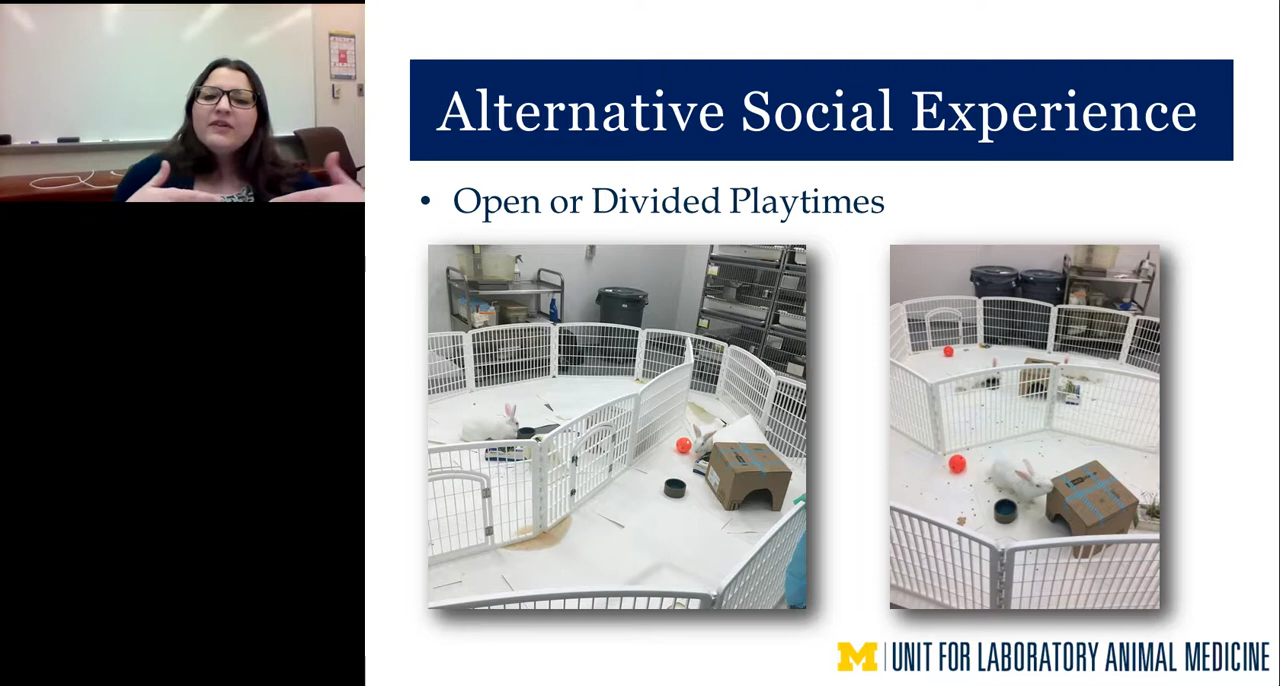 Alternative Social Experience
• Open or Divided Playtimes
M | UNIT FOR LABORATORY ANIMAL MEDICINE